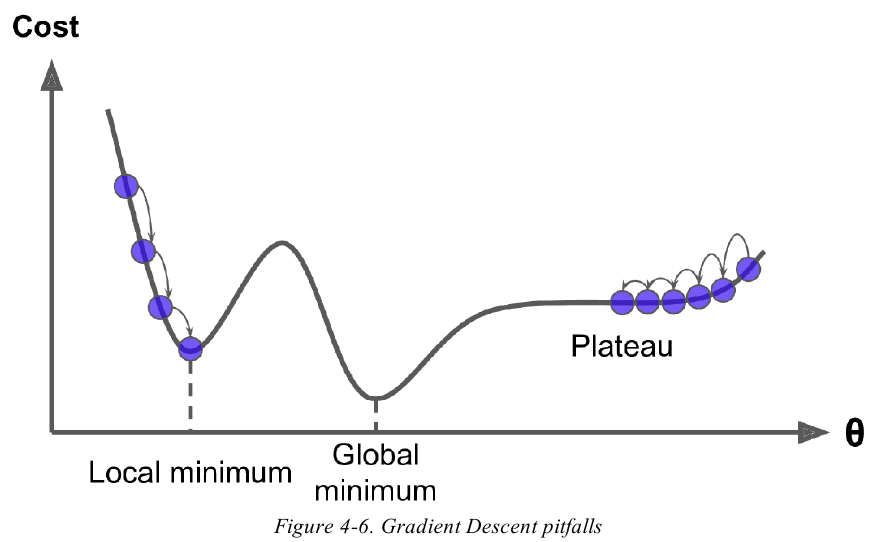 Cost
Plateau
θ
Local minimum
Global
minimum
Figure 4-6. Gradient Descent pitfalls